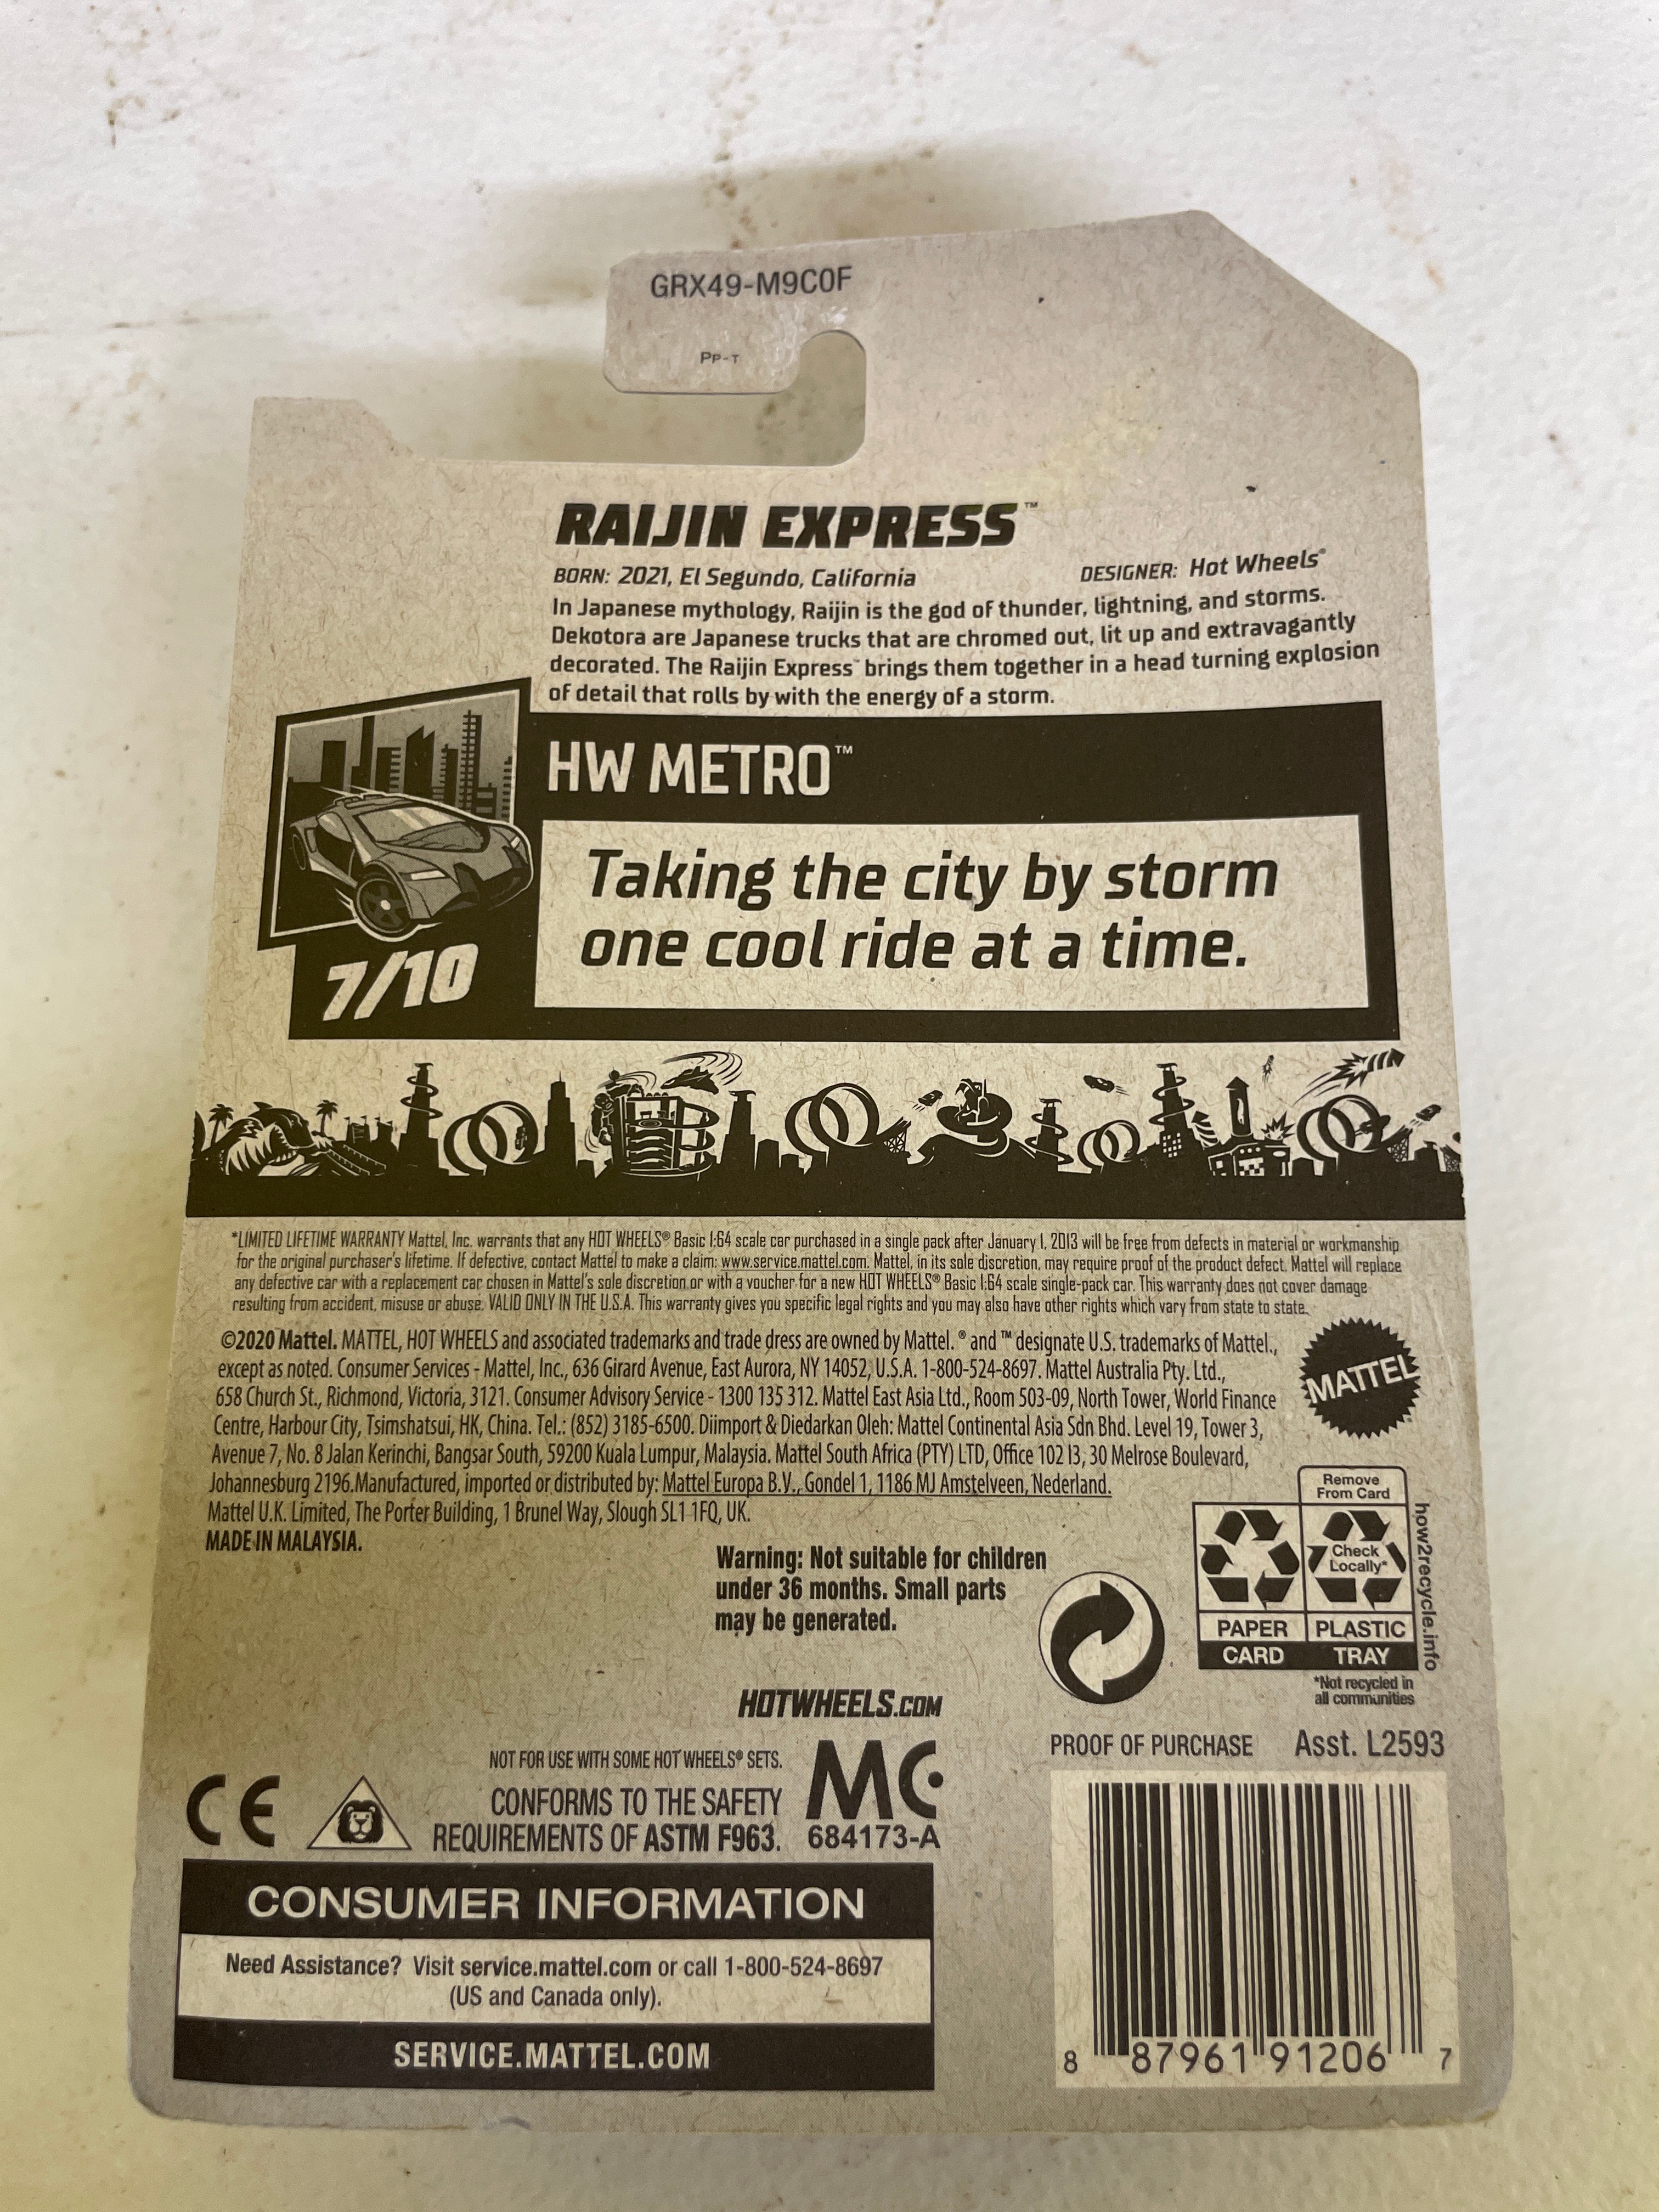 GRX49-M9C0F
PP-T
RAIJIN EXPRESS™
BORN: 2021, El Segundo, California
DESIGNER: Hot Wheels®
In Japanese mythology, Raijin is the god of thunder, lightning, and storms.
Dekotora are Japanese trucks that are chromed out, lit up and extravagantly
decorated. The Raijin Express™ brings them together in a head turning explosion
of detail that rolls by with the energy of a storm.
HW METRO™
Taking the city by storm
one cool ride at a time.
7/10
*LIMITED LIFETIME WARRANTY Mattel, Inc. warrants that any HOT WHEELS® Basic 1:64 scale car purchased in a single pack after January 1, 2013 will be free from defects in material or workmanship
for the original purchaser's lifetime. If defective, contact Mattel to make a claim: www.service.mattel.com. Mattel, in its sole discretion, may require proof of the product defect. Mattel will replace
any defective car with a replacement car chosen in Mattel's sole discretion or with a voucher for a new HOT WHEELS® Basic 1:64 scale single-pack car. This warranty does not cover damage
resulting from accident, misuse or abuse. VALID ONLY IN THE U.S.A. This warranty gives you specific legal rights and you may also have other rights which vary from state to state.
©2020 Mattel. MATTEL, HOT WHEELS and associated trademarks and trade dress are owned by Mattel. ® and ™ designate U.S. trademarks of Mattel.,
except as noted. Consumer Services - Mattel, Inc., 636 Girard Avenue, East Aurora, NY 14052, U.S.A. 1-800-524-8697. Mattel Australia Pty. Ltd.,
658 Church St., Richmond, Victoria, 3121. Consumer Advisory Service - 1300 135 312. Mattel East Asia Ltd., Room 503-09, North Tower, World Finance
Centre, Harbour City, Tsimshatsui, HK, China. Tel.: (852) 3185-6500. Diimport & Diedarkan Oleh: Mattel Continental Asia Sdn Bhd. Level 19, Tower 3,
Avenue 7, No. 8 Jalan Kerinchi, Bangsar South, 59200 Kuala Lumpur, Malaysia. Mattel South Africa (PTY) LTD, Office 102 I3, 30 Melrose Boulevard,
Johannesburg 2196.Manufactured, imported or distributed by: Mattel Europa B.V., Gondel 1, 1186 MJ Amstelveen, Nederland.
Mattel U.K. Limited, The Porter Building, 1 Brunel Way, Slough SL1 1FQ, UK.
MADE IN MALAYSIA.
MATTEL
Warning: Not suitable for children
under 36 months. Small parts
may be generated.
Remove
From Card
Check
Locally*
PAPER
PLASTIC
CARD
TRAY
how2recycle.info
*Not recycled in
all communities
HOTWHEELS.COM
NOT FOR USE WITH SOME HOT WHEELS® SETS.
CE
CONFORMS TO THE SAFETY
REQUIREMENTS OF ASTM F963.
MC
684173-A
PROOF OF PURCHASE
Asst. L2593
8 87961 91206 7
CONSUMER INFORMATION
Need Assistance? Visit service.mattel.com or call 1-800-524-8697
(US and Canada only).
SERVICE.MATTEL.COM